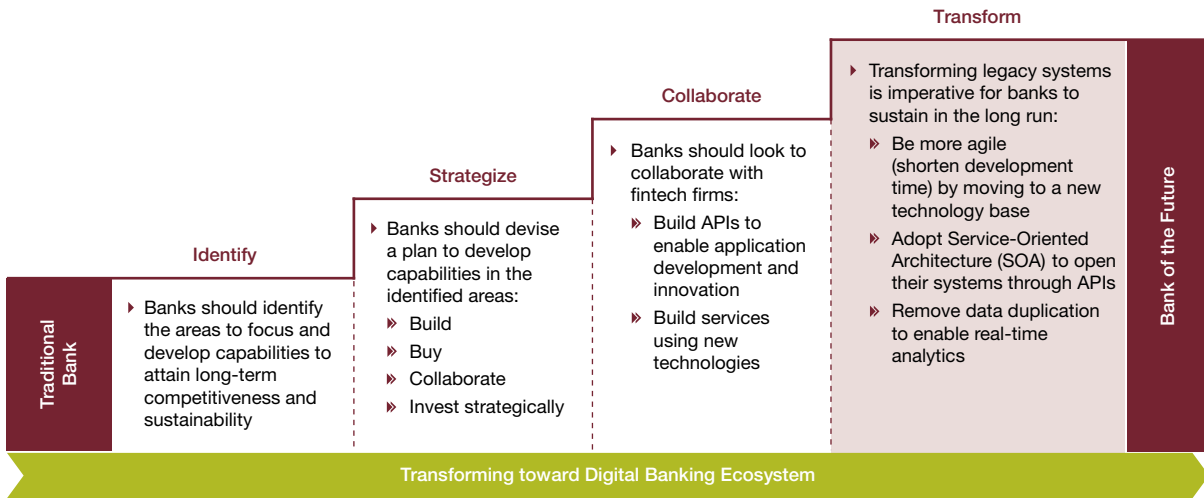 Traditional
Bank
Identify
Banks should identify
the areas to focus and
develop capabilities to
attain long-term
competitiveness and
sustainability
Strategize
Banks should devise
a plan to develop
capabilities in the
identified areas:
Build
Buy
Collaborate
Invest strategically
Collaborate
Banks should look to
collaborate with
fintech firms:
Build APIs to
enable application
development and
innovation
Build services
using new
technologies
Transform
Transforming legacy systems
is imperative for banks to
sustain in the long run:
Be more agile
(shorten development
time) by moving to a new
technology base
Adopt Service-Oriented
Architecture (SOA) to open
their systems through APIs
Remove data duplication
to enable real-time
analytics
Bank of the Future
Transforming toward Digital Banking Ecosystem